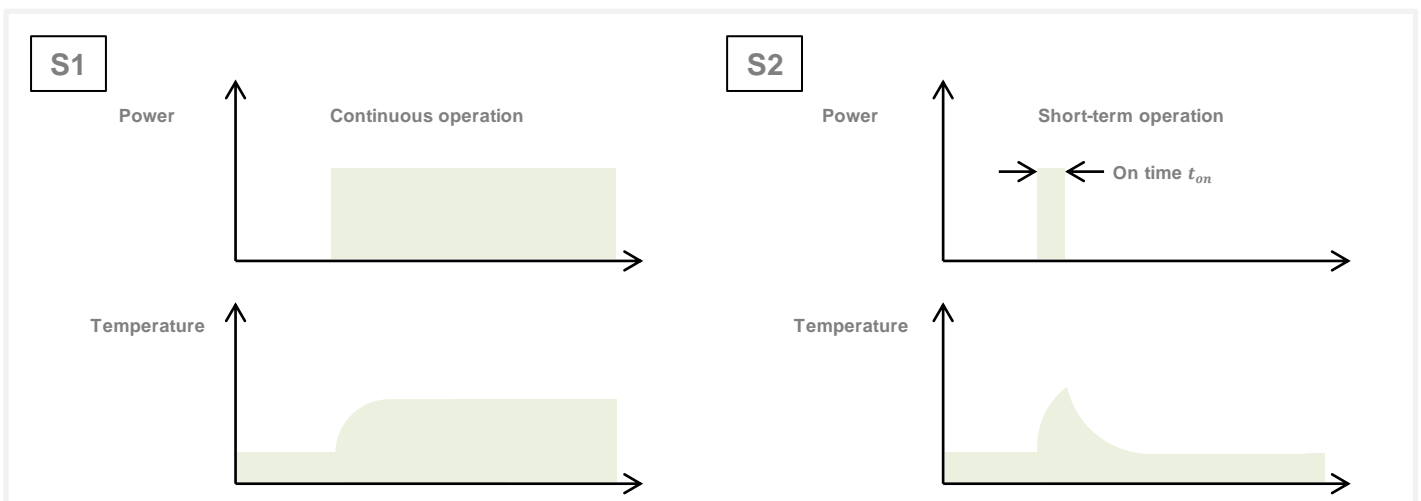 S1
Power
Continuous operation
Temperature
S2
Power
Short-term operation
On time t_on
Temperature